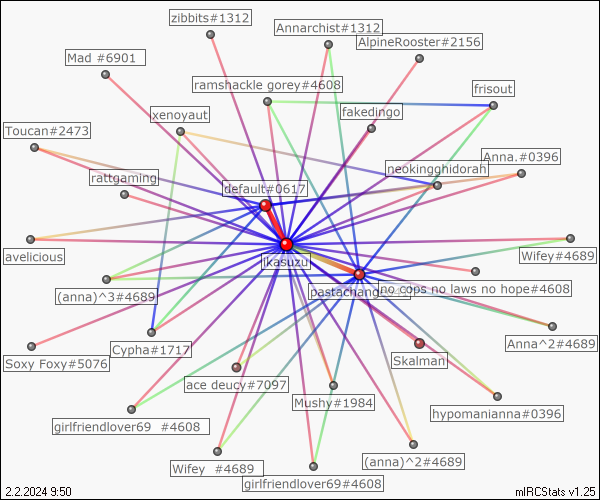 zibbits#1312
Annarchist#1312
AlpineRooster#2156
Mad #6901
ramshackle gorey#4608
frisout
xenoyaut
fakedingo
Toucan#2473
Anna.#0396
neokingghidorah
ratgaming
default#0617
avelicious
Wifey#4689
Ikasuzu
pastachang
no cops no laws no hope#4608
(anna)^3#4689
Anna^2#4689
Cypha#1717
Soxy Foxy#5076
Skalman
ace deucy#7097
Mushy#1984
hypomanianna#0396
girlfriendlover69 #4608
(anna)^2#4689
Wifey #4689
girlfriendlover69#4608
2.2.2024 9:50
mIRCStats v1.25